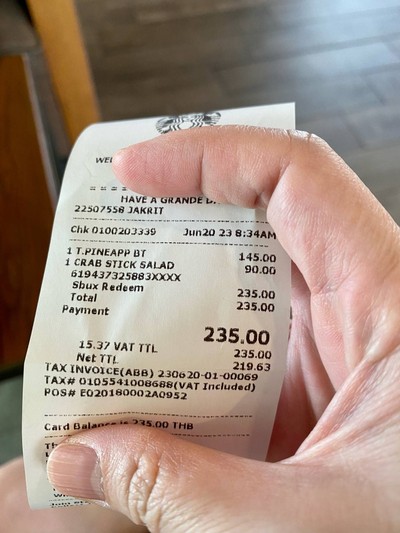 HAVE A GRANDE
22507558 JAKRIT
Chk 0100203339 Jun20 23 8:34AM
1 T.PINEAPP BT 145.00
1 CRAB STICK SALAD 90.00
619437325883XXXX
Sbux Redeem 235.00
Total 235.00
Payment 235.00
15.37 VAT TTL 235.00
Net TTL 219.63
TAX INVOICE(ABB) 230620-01-00069
TAX# 0105541008688(VAT Included)
POS# E020180002A0952
Card Balance is 235.00 THB